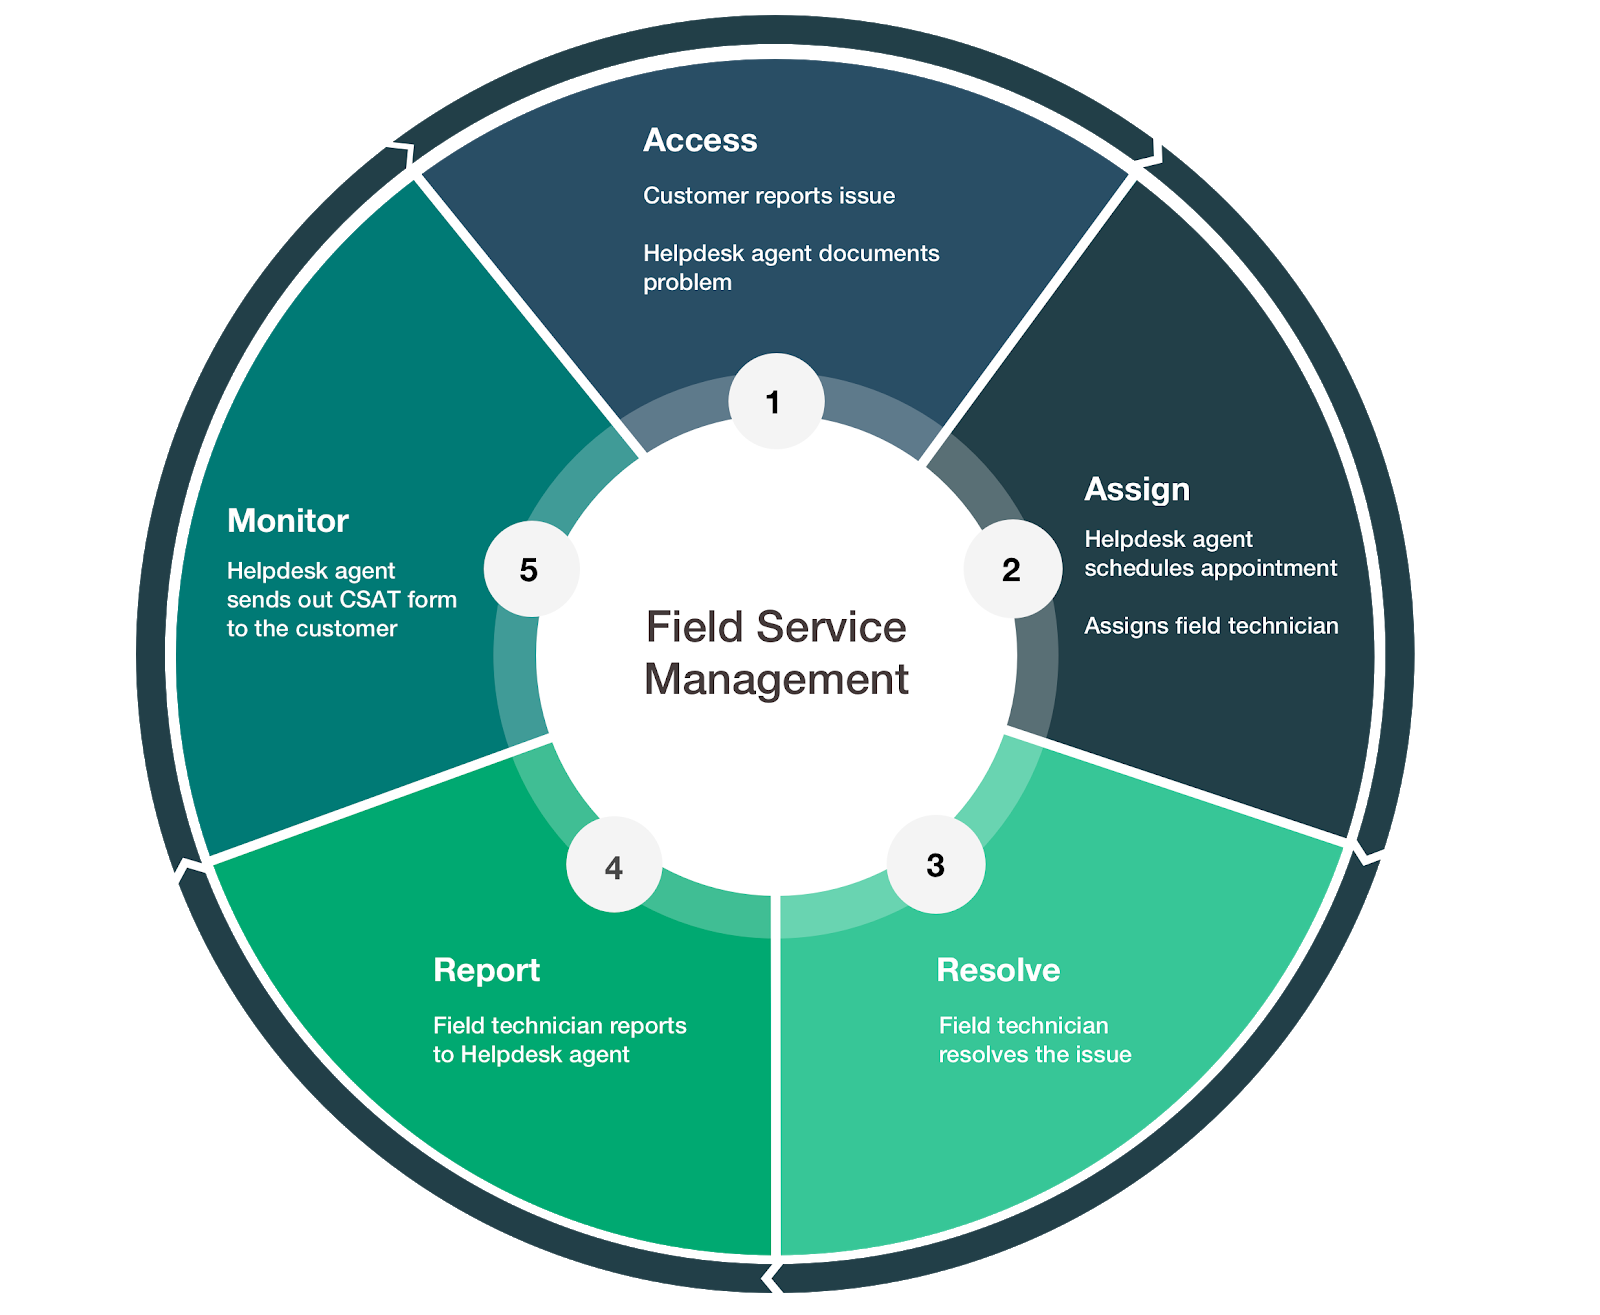 Access
Customer reports issue
Helpdesk agent documents
problem
1
Assign
Helpdesk agent
schedules appointment
Assigns field technician
2
Resolve
Field technician
resolves the issue
3
Report
Field technician reports
to Helpdesk agent
4
Monitor
Helpdesk agent
sends out CSAT form
to the customer
5
Field Service
Management